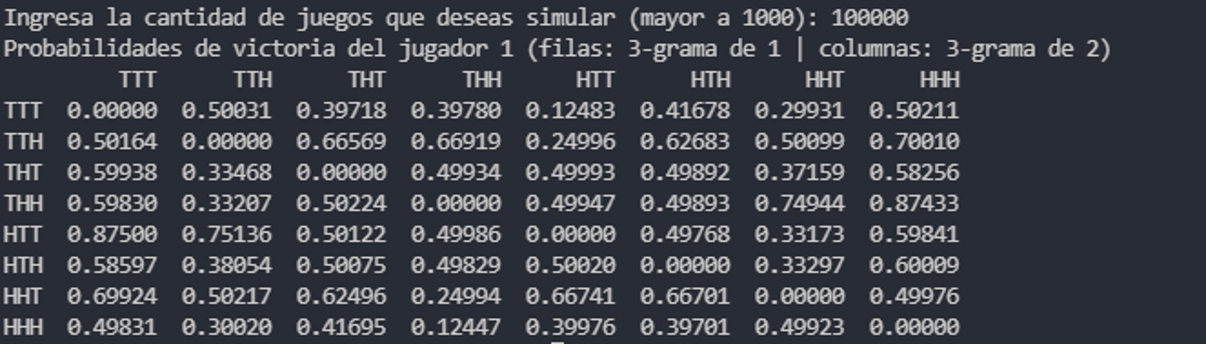 Ingresa la cantidad de juegos que deseas simular (mayor a 1000): 100000
Probabilidades de victoria del jugador 1 (filas: 3-grama de 1 | columnas: 3-grama de 2)
TTT TTH THT THH HTT HTH HHT HHH
TTT 0.00000 0.50031 0.39718 0.39780 0.12483 0.41678 0.29931 0.50211
TTH 0.50164 0.00000 0.66569 0.66919 0.24996 0.62683 0.50099 0.70010
THT 0.59938 0.33468 0.00000 0.49934 0.49993 0.49892 0.37159 0.58256
THH 0.59830 0.33207 0.50224 0.00000 0.49947 0.49893 0.74944 0.87433
HTT 0.87500 0.75136 0.50122 0.49986 0.00000 0.49768 0.33173 0.59841
HTH 0.58597 0.38054 0.50075 0.49829 0.50020 0.00000 0.33297 0.60009
HHT 0.69924 0.50217 0.62496 0.24994 0.66741 0.66701 0.00000 0.49976
HHH 0.49831 0.30020 0.41695 0.12447 0.39976 0.39701 0.49923 0.00000